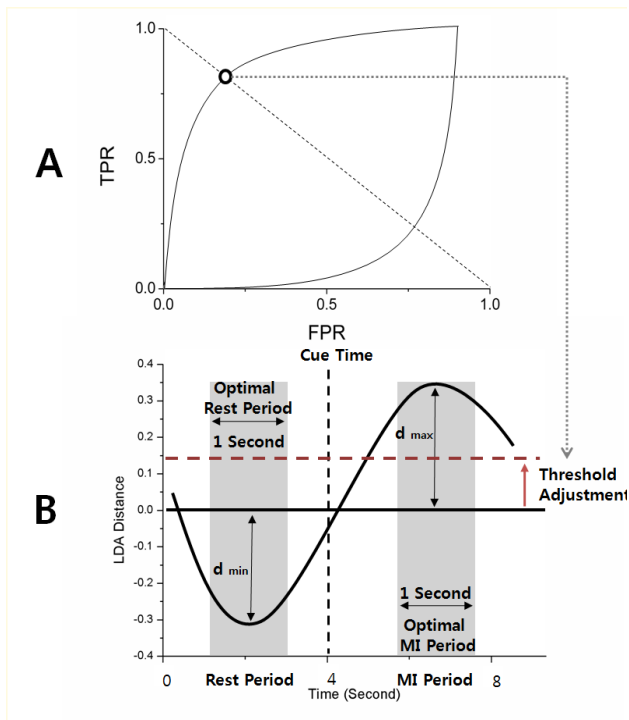 A
TPR
1.0
0.5
0.0
0.0
0.5
1.0
FPR
B
Cue Time
LDA Distance
0.4
0.3
0.2
0.1
0.0
-0.1
-0.2
-0.3
-0.4
Optimal
Rest Period
1 Second
d min
d max
Threshold
Adjustment
1 Second
Optimal
MI Period
0
4
8
Rest Period
MI Period
Time (Second)